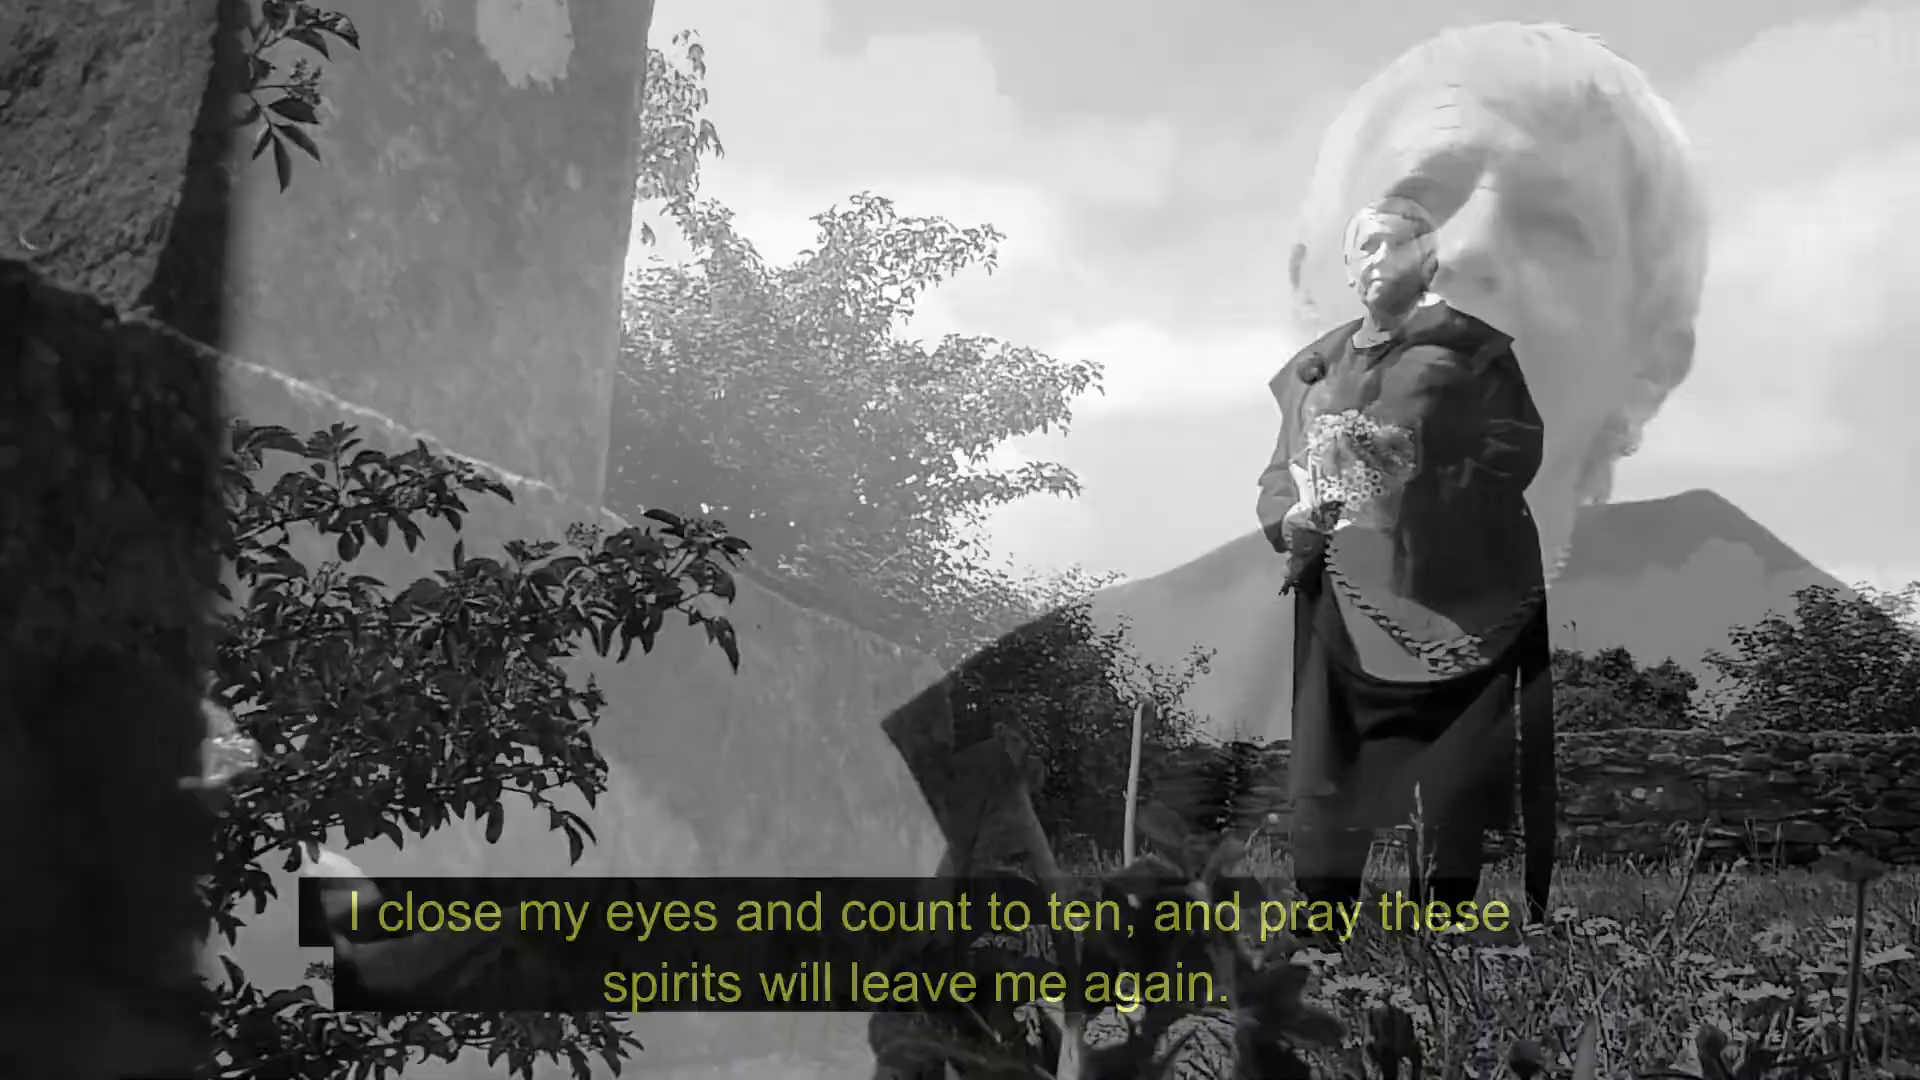 I close my eyes and count to ten, and pray these
spirits will leave me again.